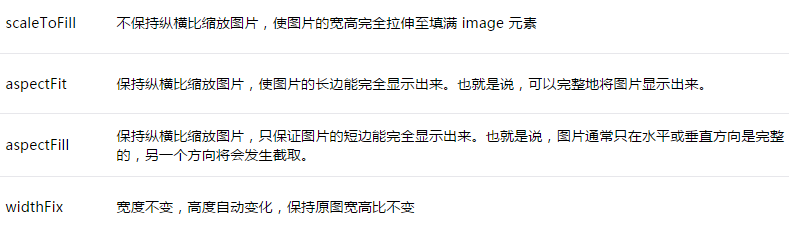 scaleToFill 不保持纵横比缩放图片，使图片的宽高完全拉伸至填满 image 元素
aspectFit 保持纵横比缩放图片，使图片的长边能完全显示出来。也就是说，可以完整地将图片显示出来。
aspectFill 保持纵横比缩放图片，只保证图片的短边能完全显示出来。也就是说，图片通常只在水平或垂直方向是完整
的，另一个方向将会发生截取。
widthFix 宽度不变，高度自动变化，保持原图宽高比不变